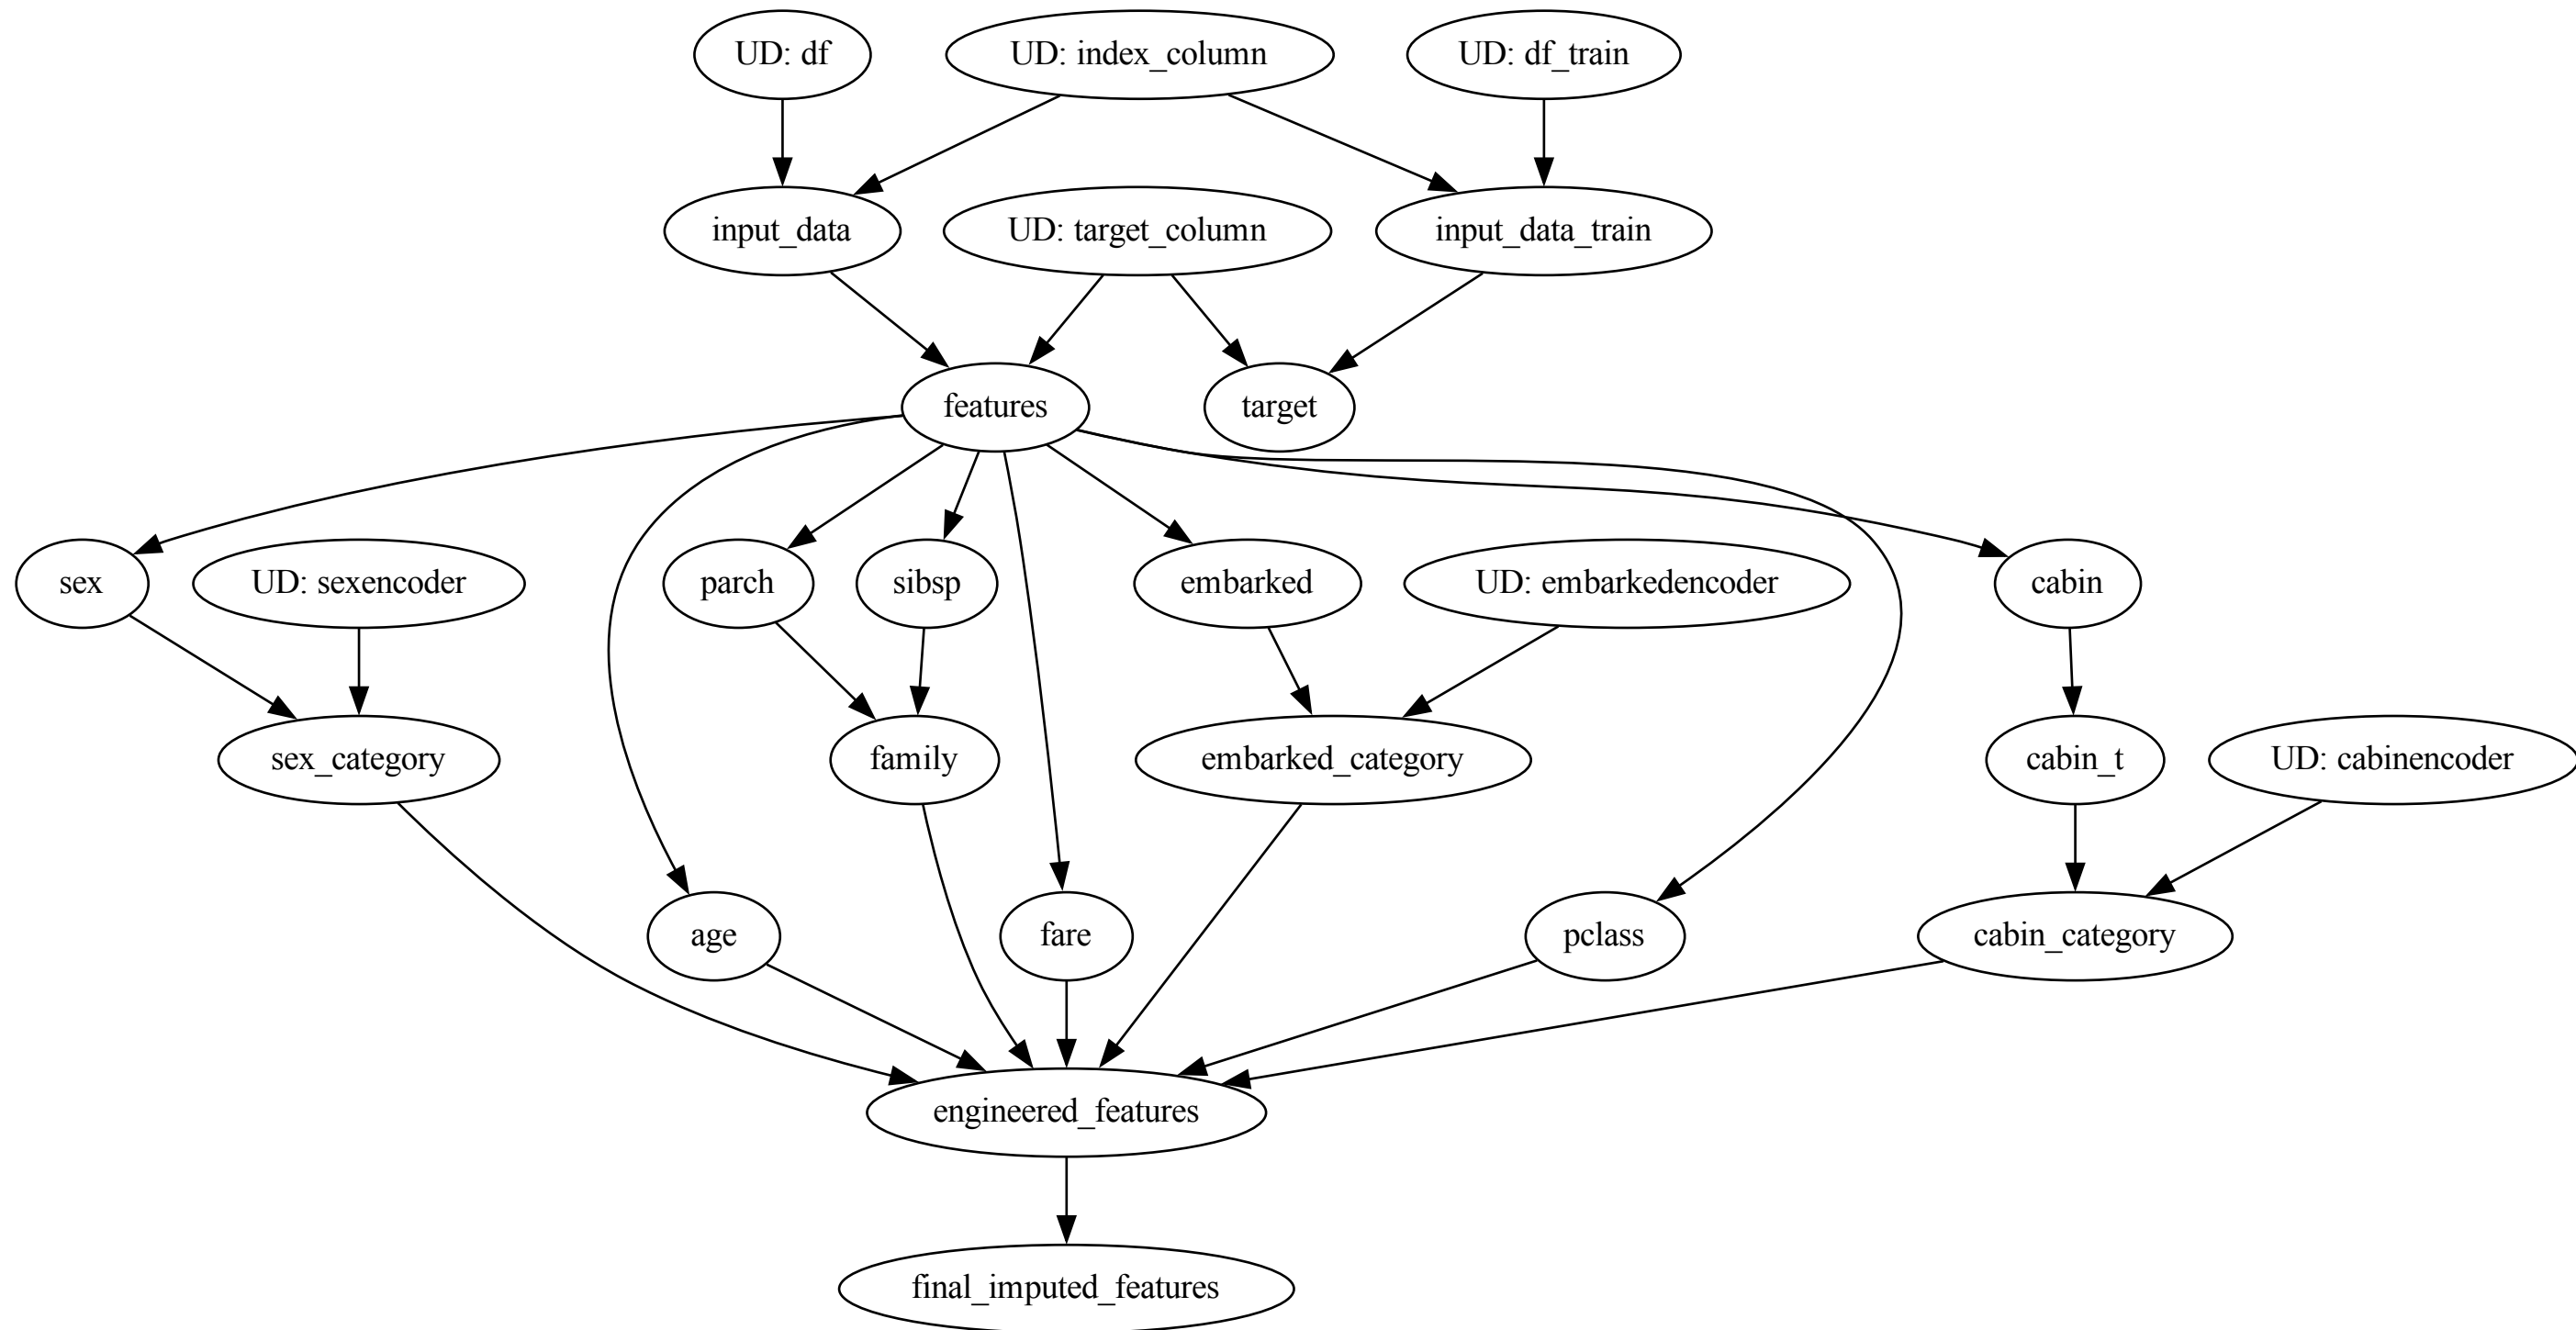 UD: df
UD: index_column
UD: df_train
input_data
UD: target_column
input_data_train
features
target
sex
UD: sexencoder
parch
sibsp
embarked
UD: embarkedencoder
cabin
sex_category
family
embarked_category
cabin_t
UD: cabinencoder
age
fare
pclass
cabin_category
engineered_features
final_imputed_features